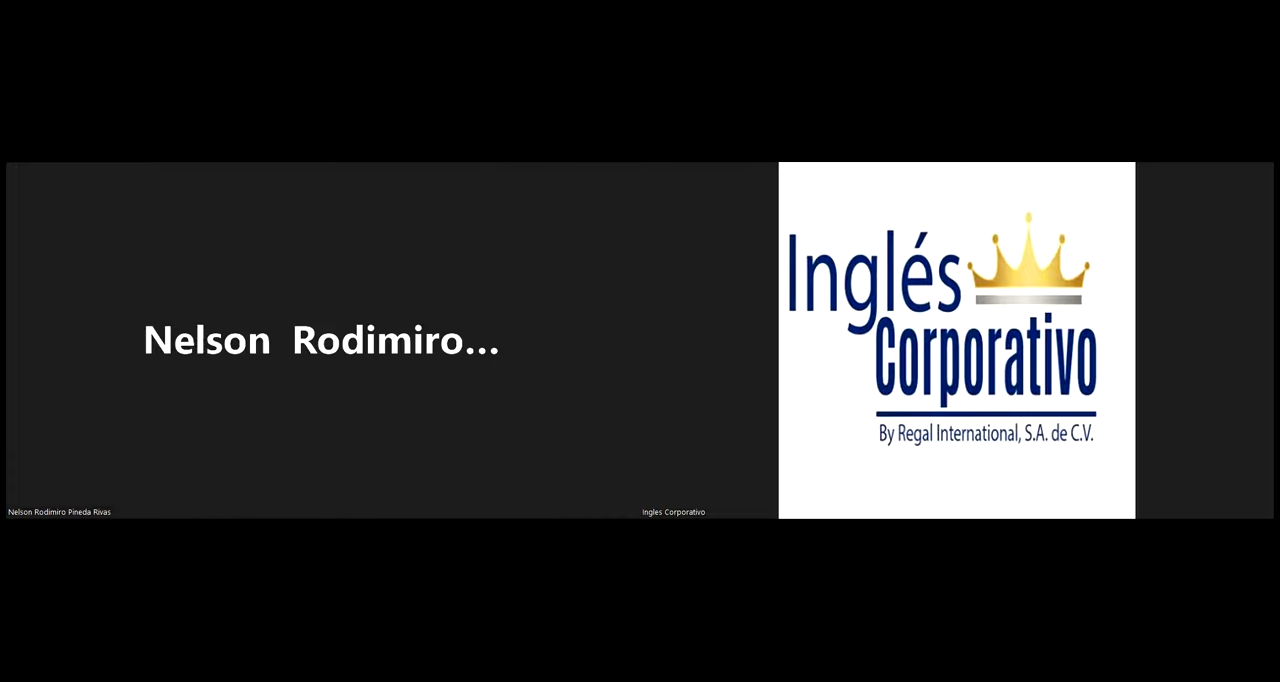 Nelson Rodimiro...
Nelson Rodimiro Pineda Rivas
Inglés
Corporativo
By Regal International, S.A. de C.V.
Ingles Corporativo